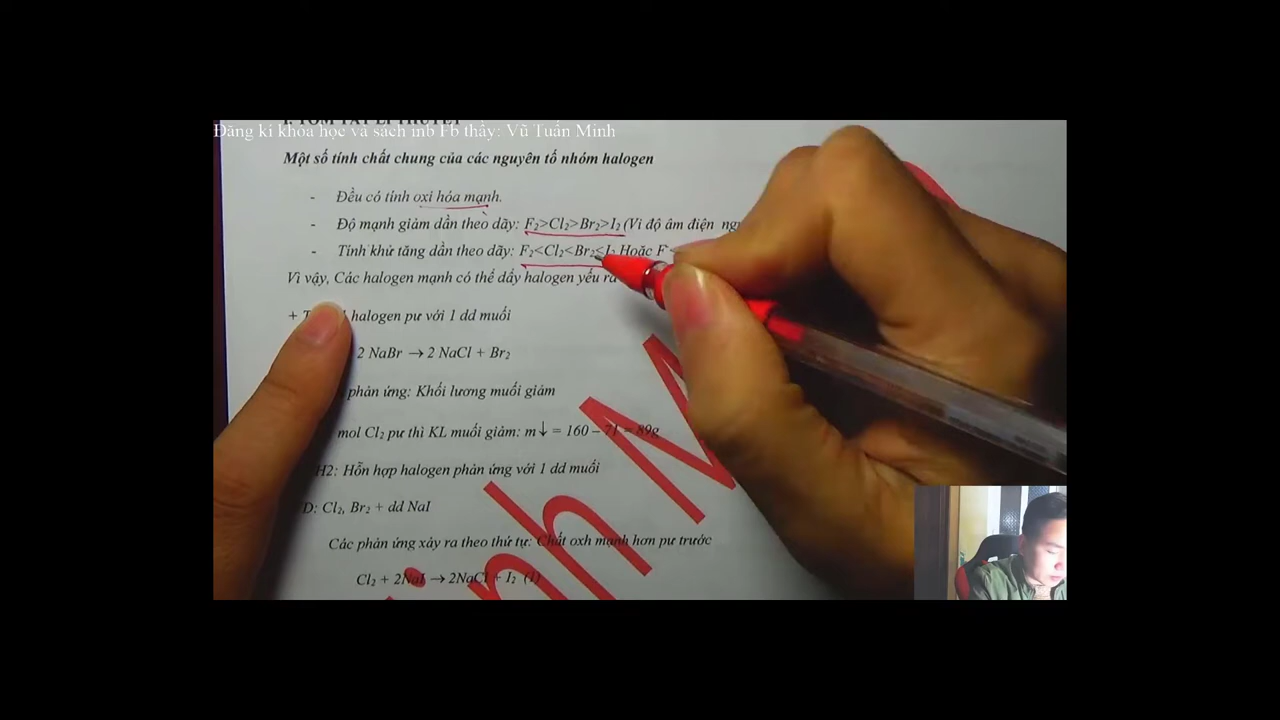 I. TÓM TẮT LÍ THUYẾT
Đăng kí khóa học và sách inb Fb thầy: Vũ Tuấn Minh
Một số tính chất chung của các nguyên tố nhóm halogen
- Đều có tính oxi hóa mạnh.
- Độ mạnh giảm dần theo dãy: F₂>Cl₂>Br₂>I₂ (Vì độ âm điện
- Tính khử tăng dần theo dãy: F₂<Cl₂<Br₂<I₂ Hoặc F⁻
Vì vậy, Các halogen mạnh có thể đẩy halogen yếu ra
+ halogen pư với 1 dd muối
2 NaBr → 2 NaCl + Br₂
phản ứng: Khối lương muối giảm
mol Cl₂ pư thì KL muối giảm: m↓ = 160 – 71 = 89g
H2: Hỗn hợp halogen phản ứng với 1 dd muối
D: Cl₂, Br₂ + dd NaI
Các phản ứng xảy ra theo thứ tự: Chất oxh mạnh hơn pư trước
Cl₂ + 2NaI → 2NaCl + I₂ (1)
inh M